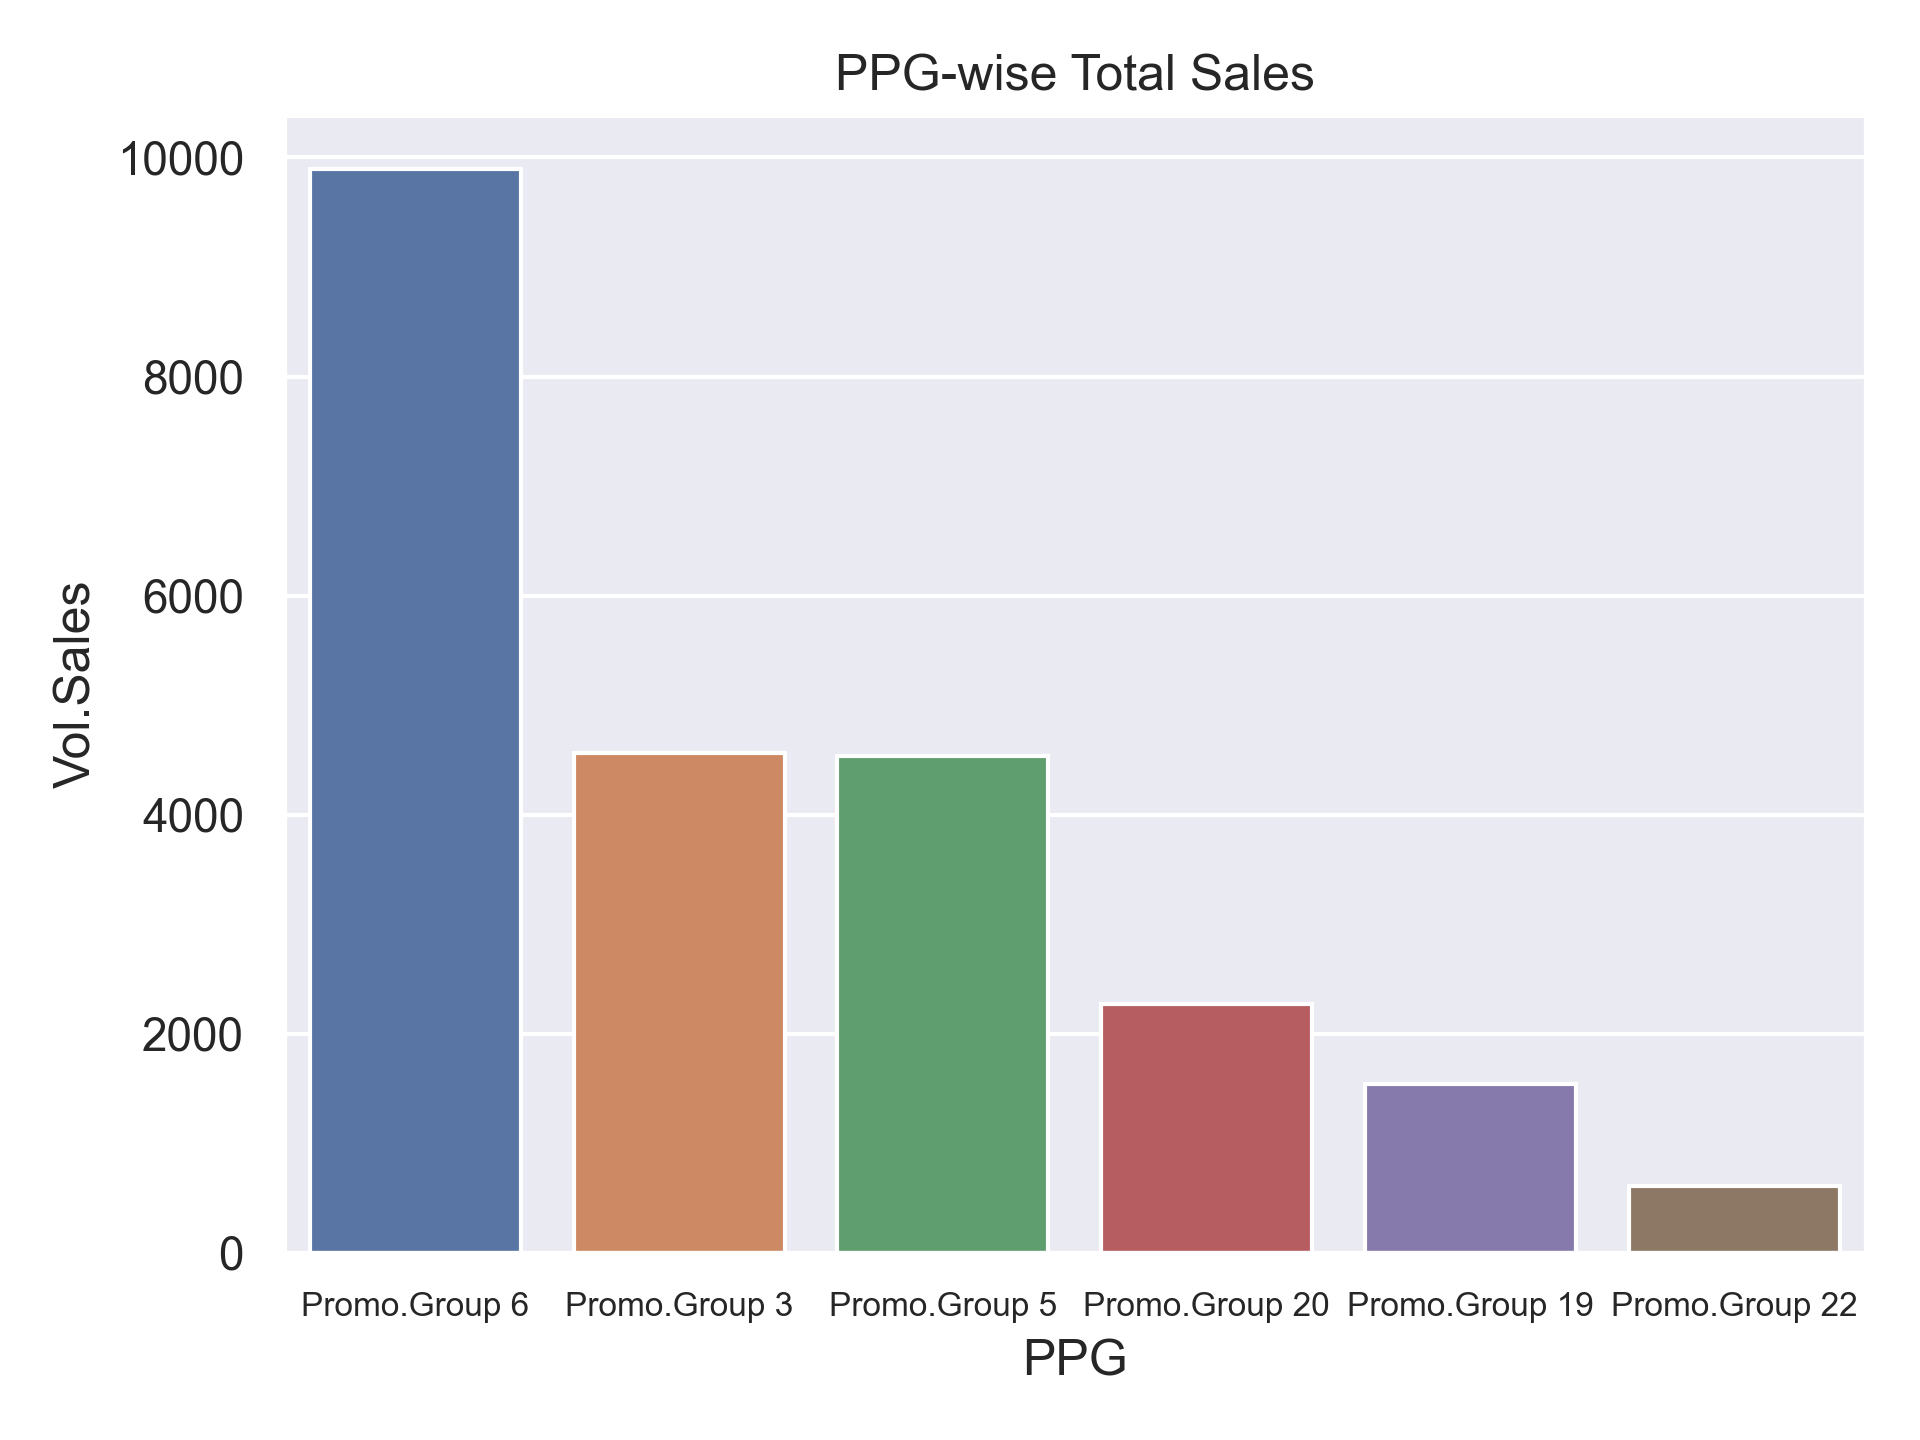 PPG-wise Total Sales
10000
8000
6000
4000
2000
0
Vol.Sales
Promo.Group 6 Promo.Group 3 Promo.Group 5 Promo.Group 20 Promo.Group 19 Promo.Group 22
PPG